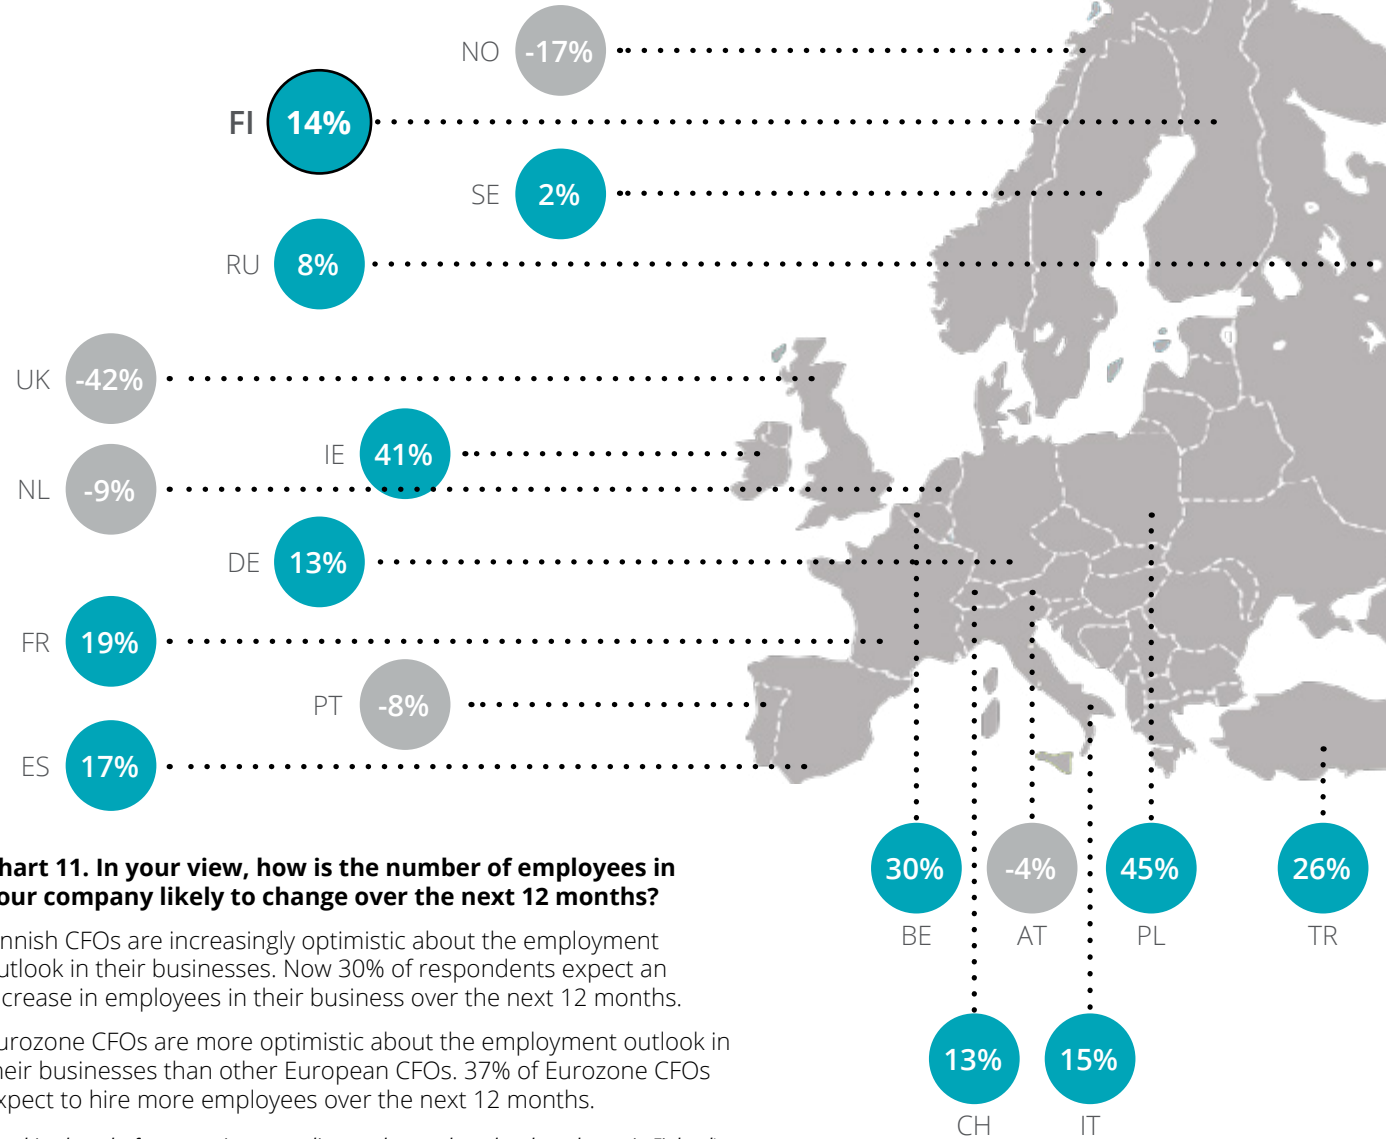 NO -17%
FI 14%
SE 2%
RU 8%
UK -42%
IE 41%
NL -9%
DE 13%
FR 19%
PT -8%
ES 17%
30% -4% 45% 26%
BE AT PL TR
13% 15%
CH IT
hart 11. In your view, how is the number of employees in
our company likely to change over the next 12 months?
nnish CFOs are increasingly optimistic about the employment
utlook in their businesses. Now 30% of respondents expect an
crease in employees in their business over the next 12 months.
urozone CFOs are more optimistic about the employment outlook in
heir businesses than other European CFOs. 37% of Eurozone CFOs
xpect to hire more employees over the next 12 months.